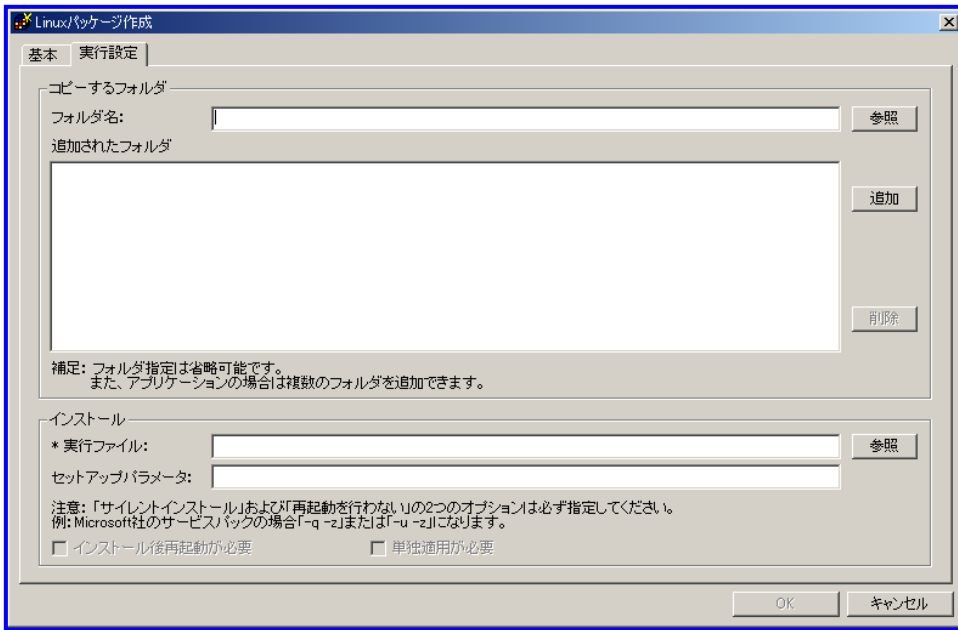 Linuxパッケージ作成
基本 実行設定
コピーするフォルダ
フォルダ名: 参照
追加されたフォルダ
追加
削除
補足: フォルダ指定は省略可能です。
また、アプリケーションの場合は複数のフォルダを追加できます。
インストール
* 実行ファイル: 参照
セットアップパラメータ:
注意: 「サイレントインストール」および「再起動を行わない」の2つのオプションは必ず指定してください。
例: Microsoft社のサービスパックの場合「-q -z」または「-u -z」になります。
インストール後再起動が必要 単独適用が必要
OK キャンセル